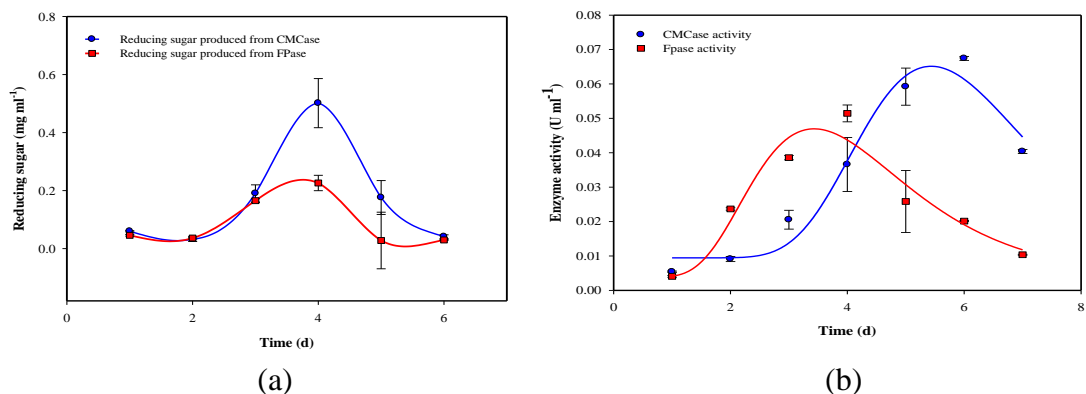 Reducing sugar produced from CMCase
Reducing sugar produced from FPase
Reducing sugar (mg ml-1)
0.8
0.6
0.4
0.2
0.0
0 2 4 6
Time (d)
(a)
CMCase activity
Fpase activity
Enzyme activity (U ml-1)
0.08
0.07
0.06
0.05
0.04
0.03
0.02
0.01
0.00
0 2 4 6 8
Time (d)
(b)